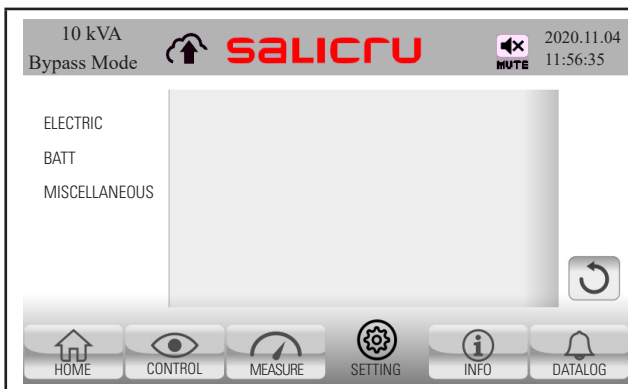 10 kVA
Bypass Mode
salicru
MUTE
2020.11.04
11:56:35
ELECTRIC
BATT
MISCELLANEOUS
HOME
CONTROL
MEASURE
SETTING
INFO
DATALOG